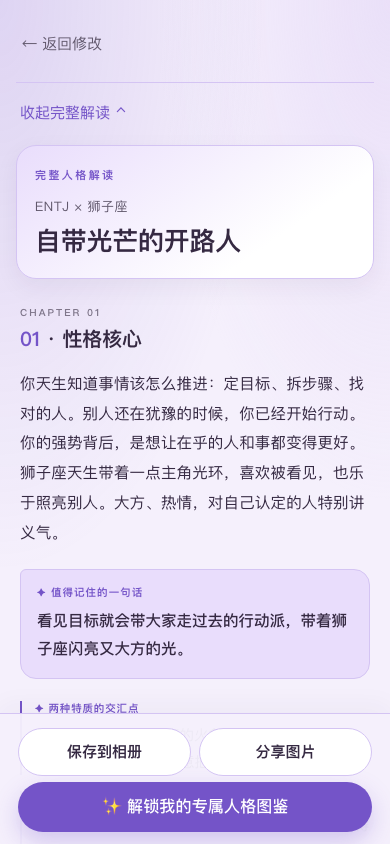 ← 返回修改
收起完整解读 ^
完整人格解读
ENTJ × 狮子座
自带光芒的开路人
CHAPTER 01
01 · 性格核心
你天生知道事情该怎么推进：定目标、拆步骤、找
对的人。别人还在犹豫的时候，你已经开始行动。
你的强势背后，是想让在乎的人和事都变得更好。
狮子座天生带着一点主角光环，喜欢被看见，也乐
于照亮别人。大方、热情，对自己认定的人特别讲
义气。
✦ 值得记住的一句话
看见目标就会带大家走过去的行动派，带着狮
子座闪亮又大方的光。
✦ 两种特质的交汇点
保存到相册
分享图片
✨ 解锁我的专属人格图鉴